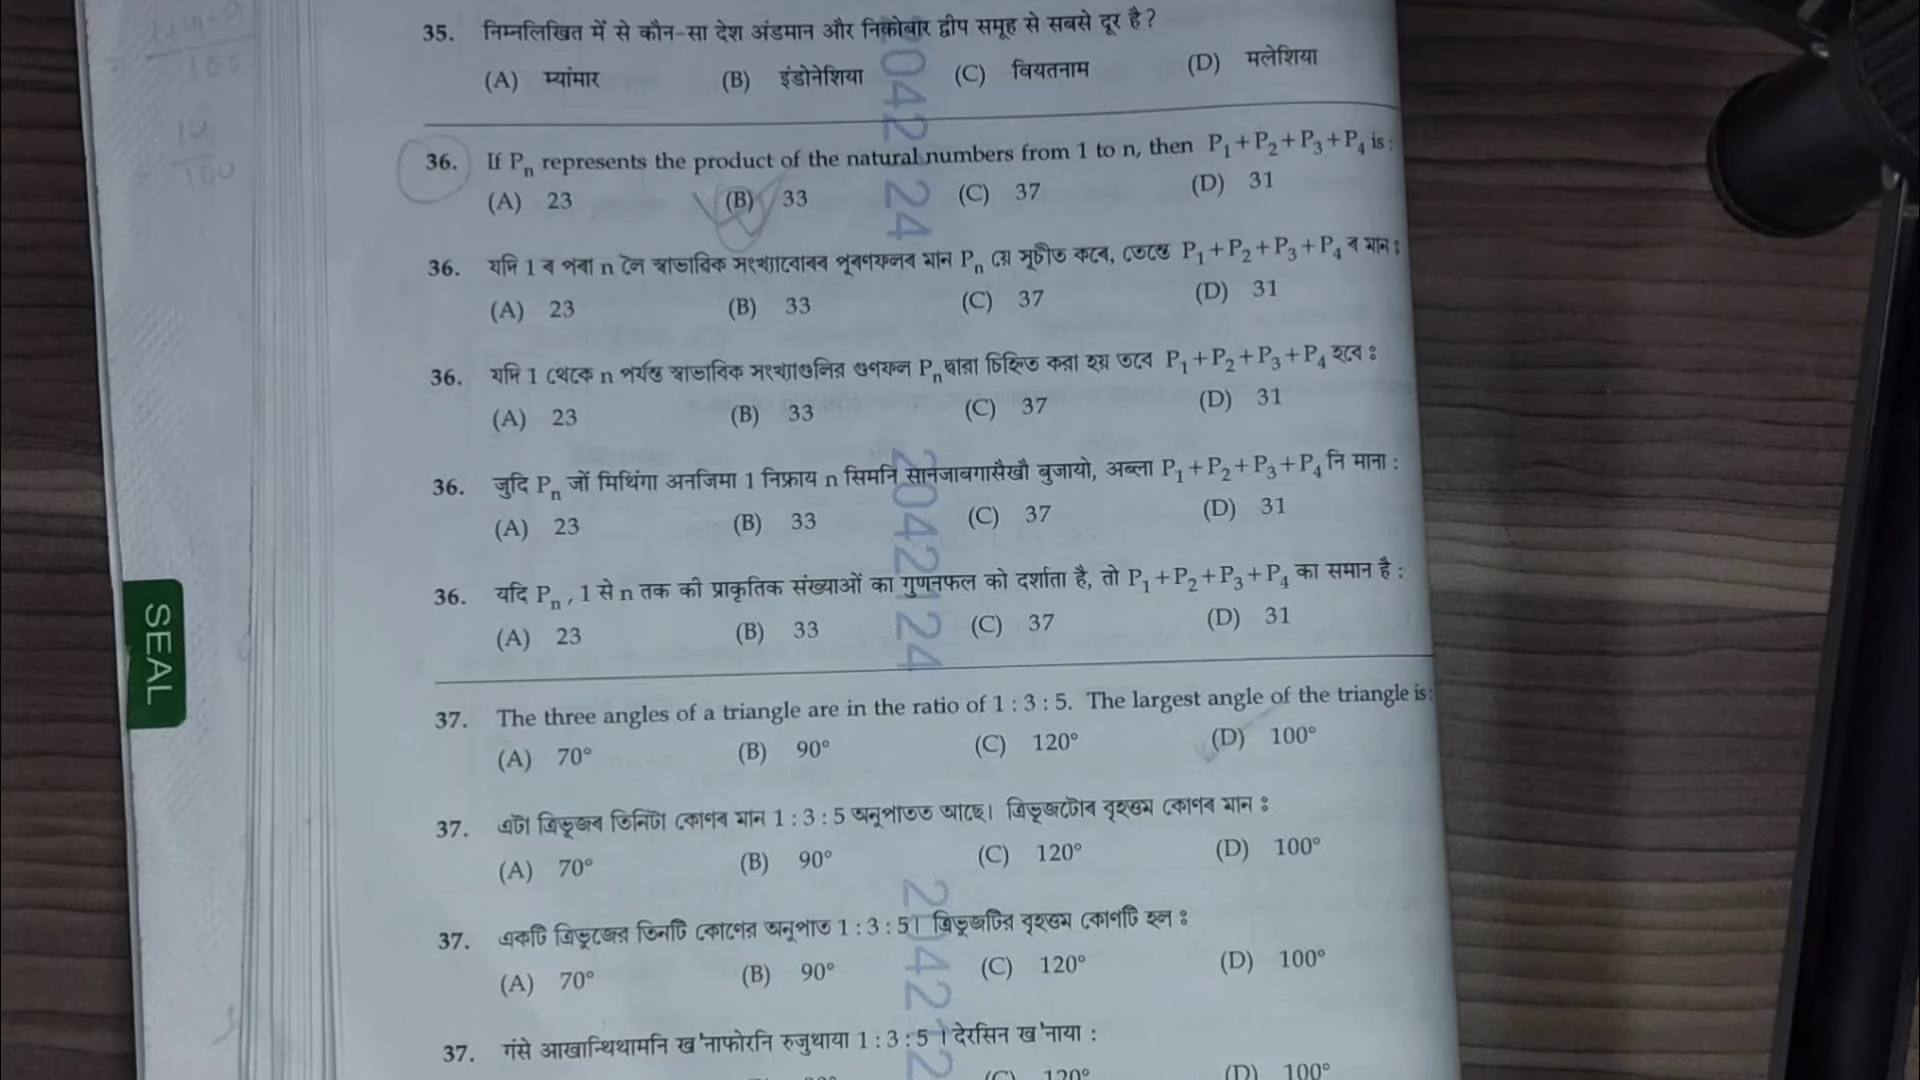 35. निम्नलिखित में से कौन-सा देश अंडमान और निकोबार द्वीप समूह से सबसे दूर है ?
(A) म्यांमार (B) इंडोनेशिया (C) वियतनाम (D) मलेशिया
36. If Pn represents the product of the natural numbers from 1 to n, then P1+P2+P3+P4 is :
(A) 23 (B) 33 (C) 37 (D) 31
36. যদি 1 ৰ পৰা n লৈ স্বাভাৱিক সংখ্যাবোৰৰ পূৰণফলৰ মান Pn য়ে সূচীত কৰে, তেন্তে P1+P2+P3+P4 ৰ মান :
(A) 23 (B) 33 (C) 37 (D) 31
36. যদি 1 থেকে n পর্যন্ত স্বাভাবিক সংখ্যাগুলির গুণফল Pn দ্বারা চিহ্নিত করা হয় তবে P1+P2+P3+P4 হবে :
(A) 23 (B) 33 (C) 37 (D) 31
36. जुदि Pn जों मिथिंगा अनजिमा 1 निफ्राय n सिमनि सानजाबगासैखौ बुजायो, अब्ला P1+P2+P3+P4 नि माना :
(A) 23 (B) 33 (C) 37 (D) 31
36. यदि Pn , 1 से n तक की प्राकृतिक संख्याओं का गुणनफल को दर्शाता है, तो P1+P2+P3+P4 का समान है :
(A) 23 (B) 33 (C) 37 (D) 31
SEAL
37. The three angles of a triangle are in the ratio of 1 : 3 : 5. The largest angle of the triangle is :
(A) 70° (B) 90° (C) 120° (D) 100°
37. এটা ত্ৰিভূজৰ তিনিটা কোণৰ মান 1 : 3 : 5 অনূপাতত আছে। ত্ৰিভূজটোৰ বৃহত্তম কোণৰ মান :
(A) 70° (B) 90° (C) 120° (D) 100°
37. একটি ত্রিভূজের তিনটি কোণের অনূপাত 1 : 3 : 5। ত্রিভূজটির বৃহত্তম কোণটি হল :
(A) 70° (B) 90° (C) 120° (D) 100°
37. गंसे आखान्थिथामनि ख'नाफोरनि रुजुथाया 1 : 3 : 5 । देरसिन ख'नाया :
(C) 120° (D) 100°